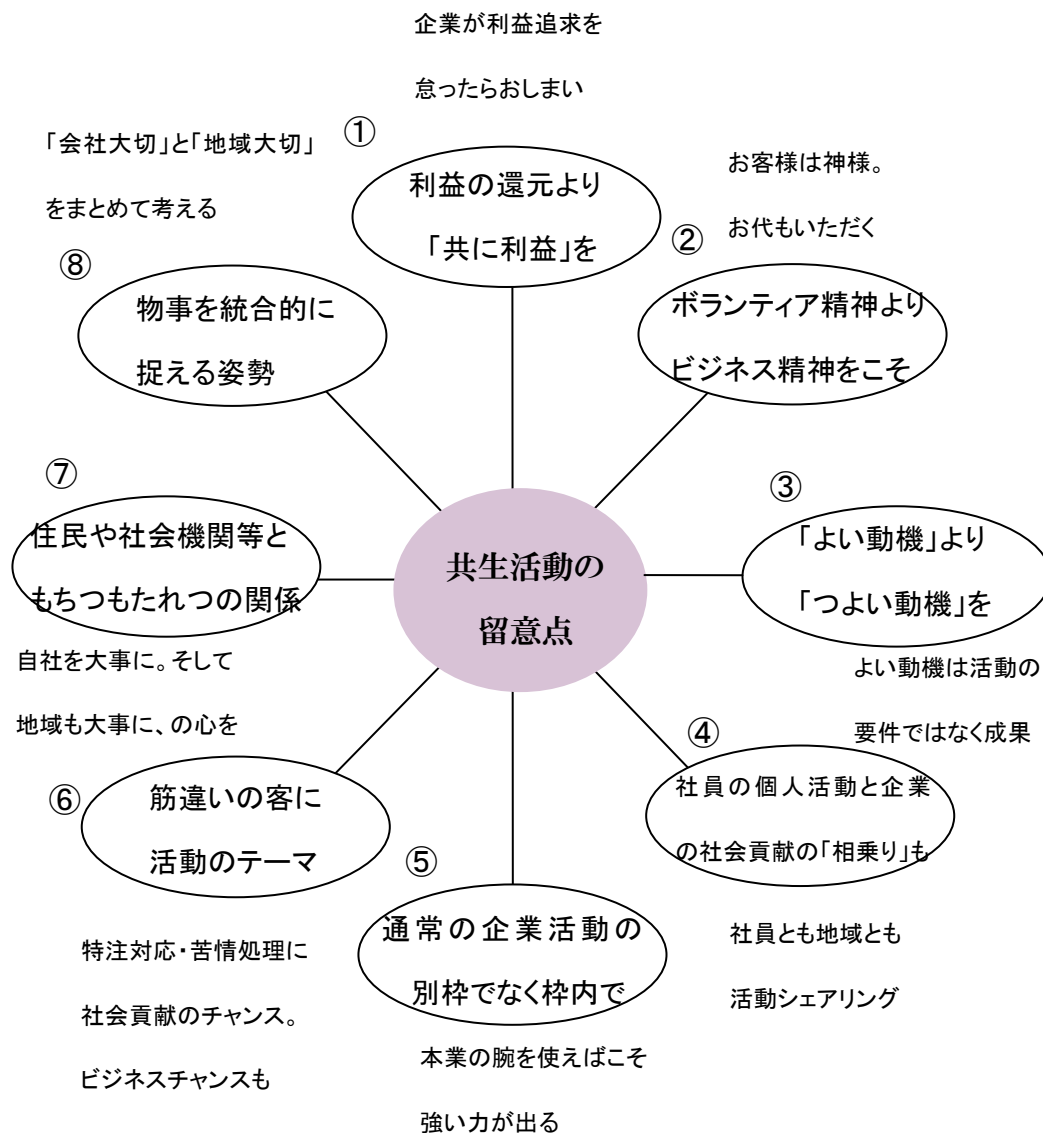 企業が利益追求を
怠ったらおしまい
①
利益の還元より
「共に利益」を
お客様は神様。
お代もいただく
②
ボランティア精神より
ビジネス精神をこそ
③
「よい動機」より
「つよい動機」を
よい動機は活動の
要件ではなく成果
④
社員の個人活動と企業
の社会貢献の「相乗り」も
社員とも地域とも
活動シェアリング
⑤
通常の企業活動の
別枠でなく枠内で
本業の腕を使えばこそ
強い力が出る
⑥
筋違いの客に
活動のテーマ
特注対応・苦情処理に
社会貢献のチャンス。
ビジネスチャンスも
⑦
住民や社会機関等と
もちつもたれつの関係
自社を大事に。そして
地域も大事に、の心を
「会社大切」と「地域大切」
をまとめて考える
⑧
物事を統合的に
捉える姿勢
共生活動の
留意点